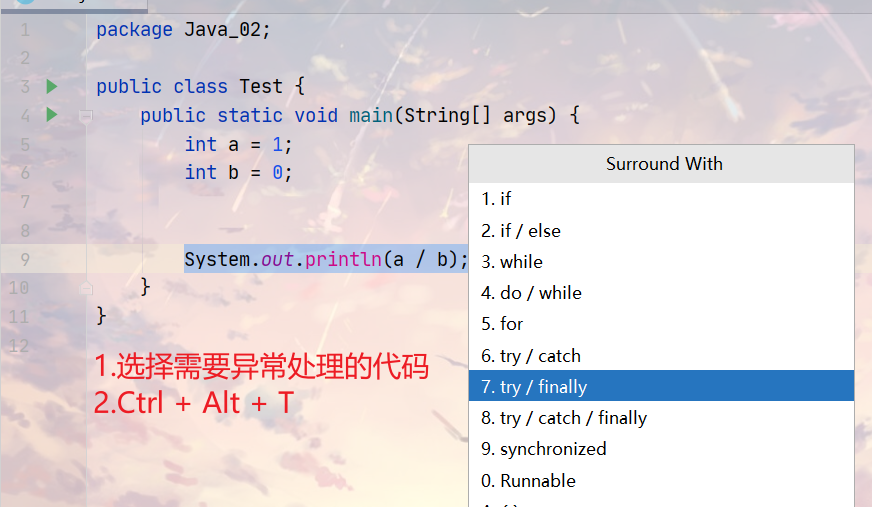 1 package Java_02;
2
3 public class Test {
4 public static void main(String[] args) {
5 int a = 1;
6 int b = 0;
7
8
9 System.out.println(a / b);
10 }
11 }
12
Surround With
1. if
2. if / else
3. while
4. do / while
5. for
6. try / catch
7. try / finally
8. try / catch / finally
9. synchronized
0. Runnable
1.选择需要异常处理的代码
2.Ctrl + Alt + T